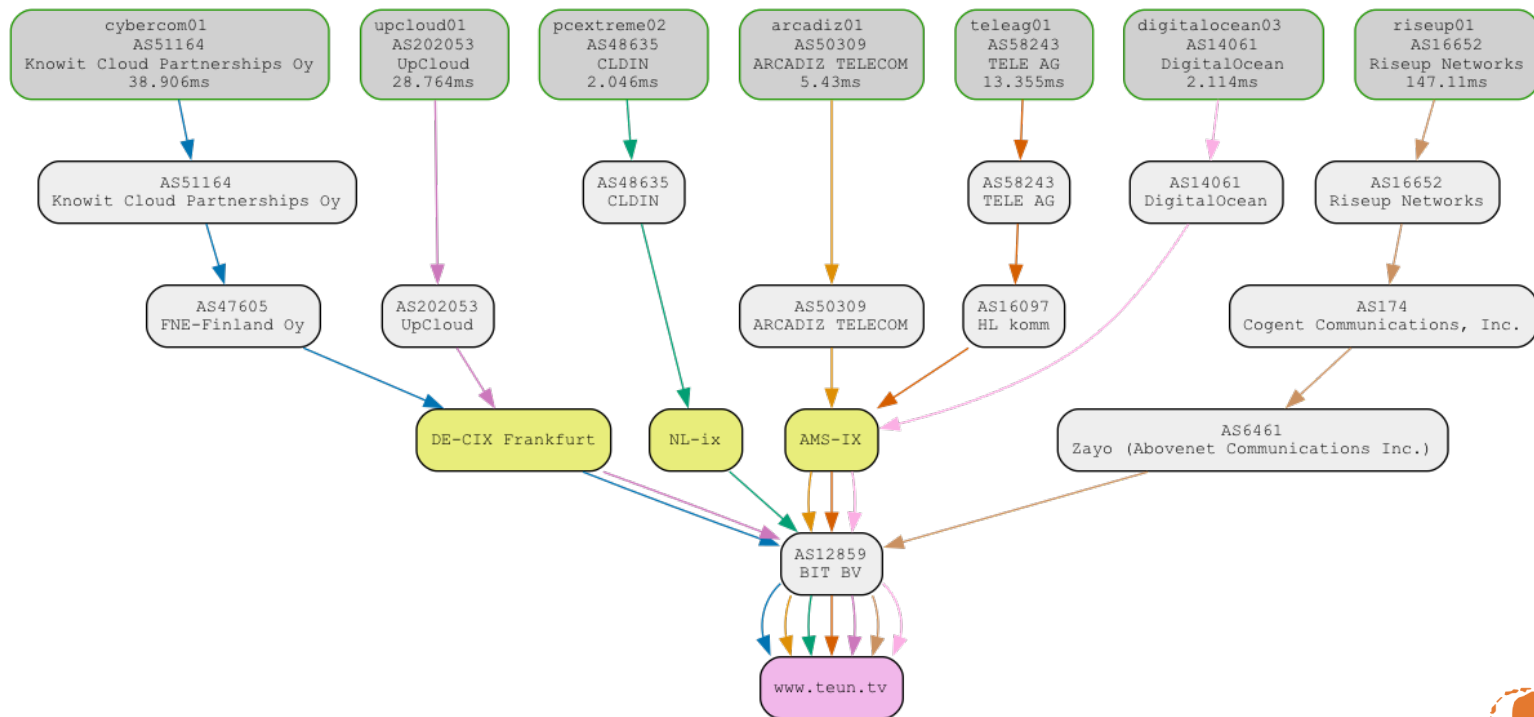 cybercom01
AS51164
Knowit Cloud Partnerships Oy
38.906ms
upcloud01
AS202053
UpCloud
28.764ms
pcextreme02
AS48635
CLDIN
2.046ms
arcadiz01
AS50309
ARCADIZ TELECOM
5.43ms
teleag01
AS58243
TELE AG
13.355ms
digitalocean03
AS14061
DigitalOcean
2.114ms
riseup01
AS16652
Riseup Networks
147.11ms
AS51164
Knowit Cloud Partnerships Oy
AS48635
CLDIN
AS58243
TELE AG
AS14061
DigitalOcean
AS16652
Riseup Networks
AS47605
FNE-Finland Oy
AS202053
UpCloud
AS50309
ARCADIZ TELECOM
AS16097
HL komm
AS174
Cogent Communications, Inc.
DE-CIX Frankfurt
NL-ix
AMS-IX
AS6461
Zayo (Abovenet Communications Inc.)
AS12859
BIT BV
www.teun.tv